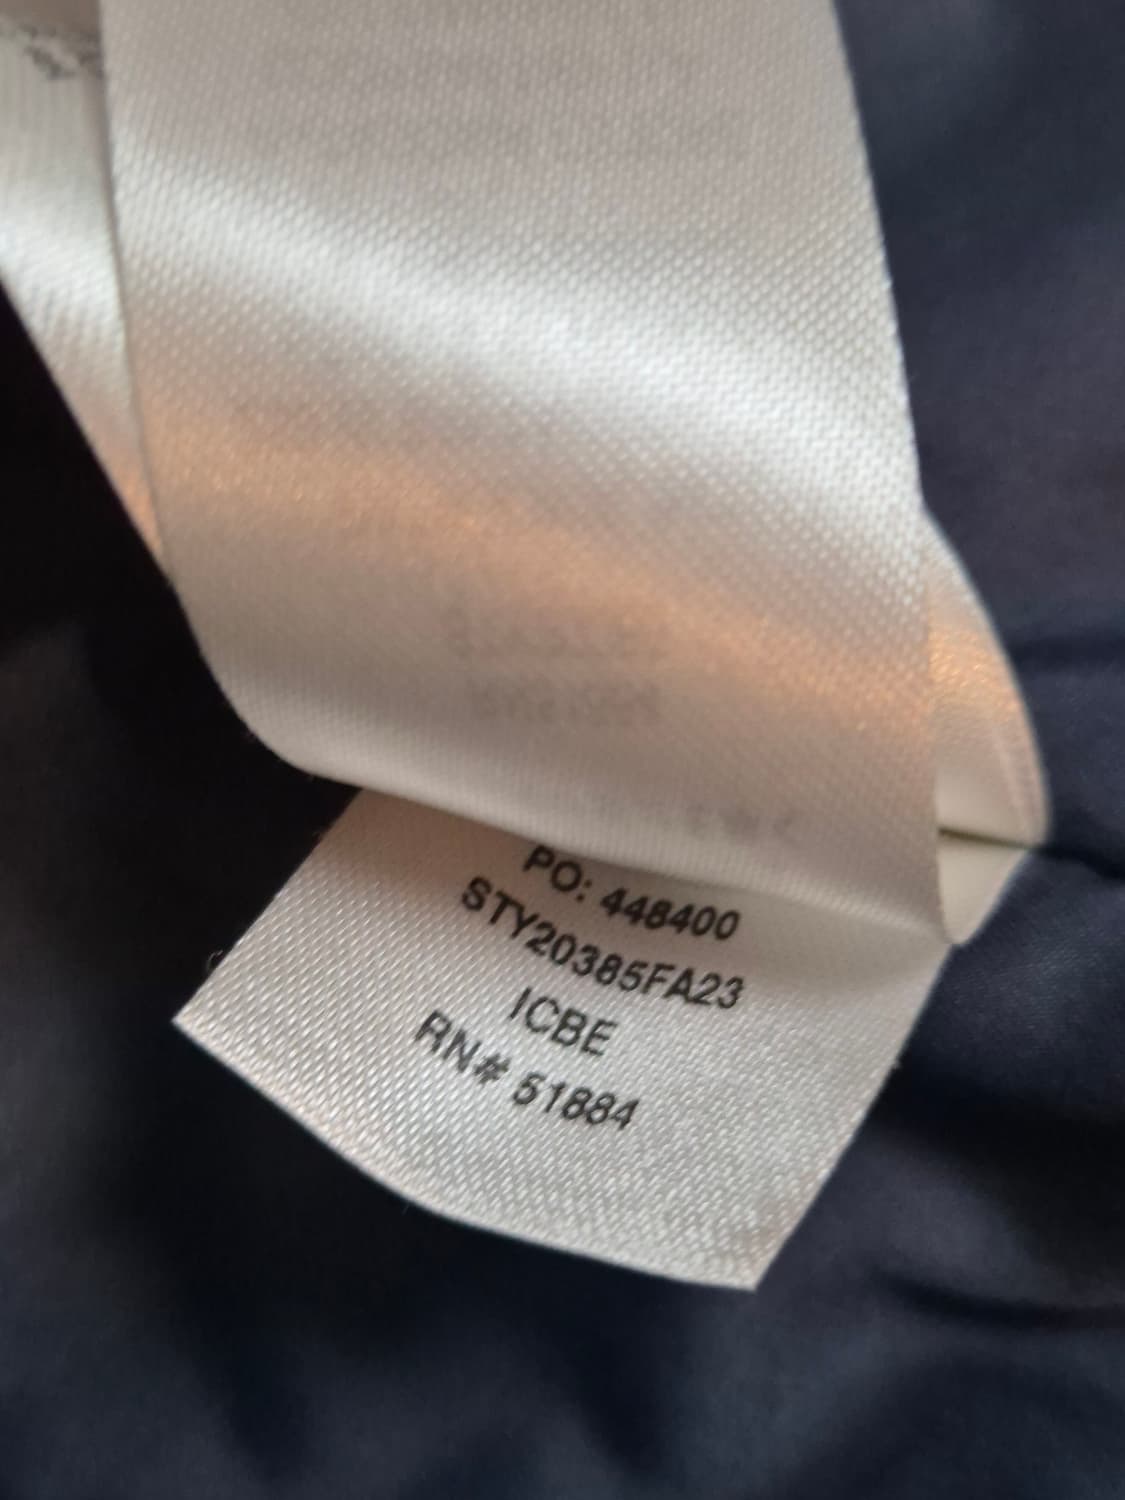 PO: 448400
STY20385FA23
ICBE
RN# 51884